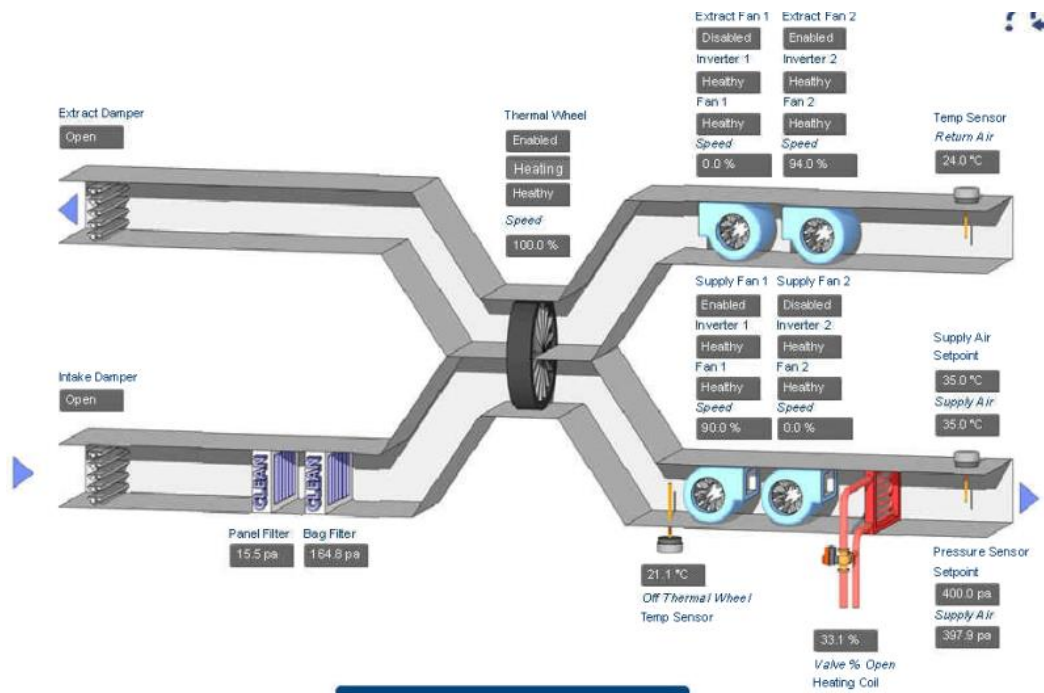 Extract Fan 1 Extract Fan 2
Disabled Enabled
Inverter 1 Inverter 2
Healthy Healthy
Fan 1 Fan 2
Healthy Healthy
Speed Speed
0.0 % 94.0 %
Extract Damper
Open
Thermal Wheel
Enabled
Heating
Healthy
Speed
100.0 %
Temp Sensor
Return Air
24.0 °C
Supply Fan 1 Supply Fan 2
Enabled Disabled
Inverter 1 Inverter 2
Healthy Healthy
Fan 1 Fan 2
Healthy Healthy
Speed Speed
90.0 % 0.0 %
Supply Air
Setpoint
35.0 °C
Supply Air
35.0 °C
Intake Damper
Open
CLEAN CLEAN
Panel Filter Bag Filter
15.5 pa 164.8 pa
21.1 °C
Off Thermal Wheel
Temp Sensor
33.1 %
Valve % Open
Heating Coil
Pressure Sensor
Setpoint
400.0 pa
Supply Air
397.9 pa